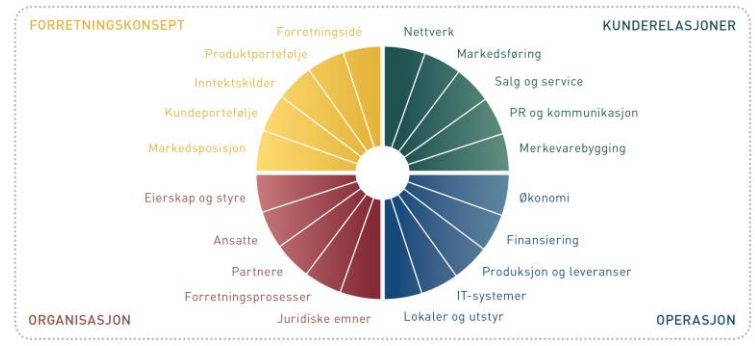 FORRETNINGSKONSEPT
Forretningsidé
Produktportefølje
Inntektskilder
Kundeportefølje
Markedsposisjon
KUNDERELASJONER
Nettverk
Markedsføring
Salg og service
PR og kommunikasjon
Merkevarebygging
Eierskap og styre
Ansatte
Partnere
Forretningsprosesser
Juridiske emner
ORGANISASJON
Økonomi
Finansiering
Produksjon og leveranser
IT-systemer
Lokaler og utstyr
OPERASJON